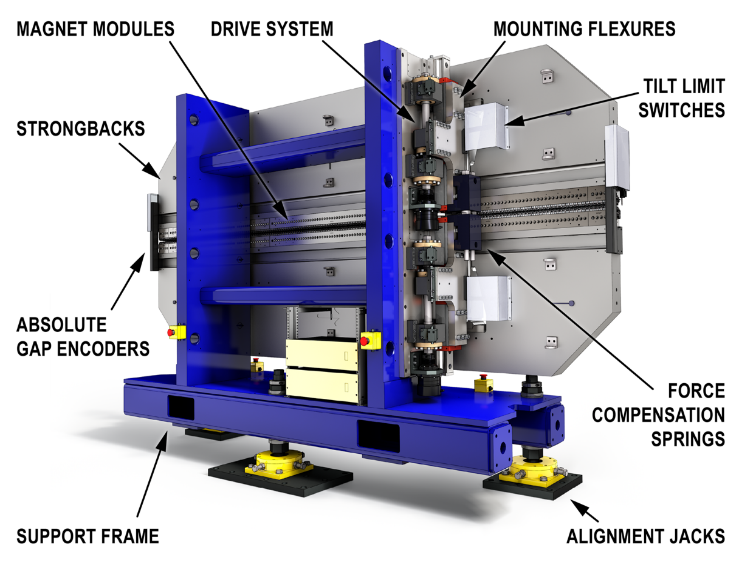 MAGNET MODULES
DRIVE SYSTEM
MOUNTING FLEXURES
TILT LIMIT
SWITCHES
STRONGBACKS
ABSOLUTE
GAP ENCODERS
FORCE
COMPENSATION
SPRINGS
SUPPORT FRAME
ALIGNMENT JACKS